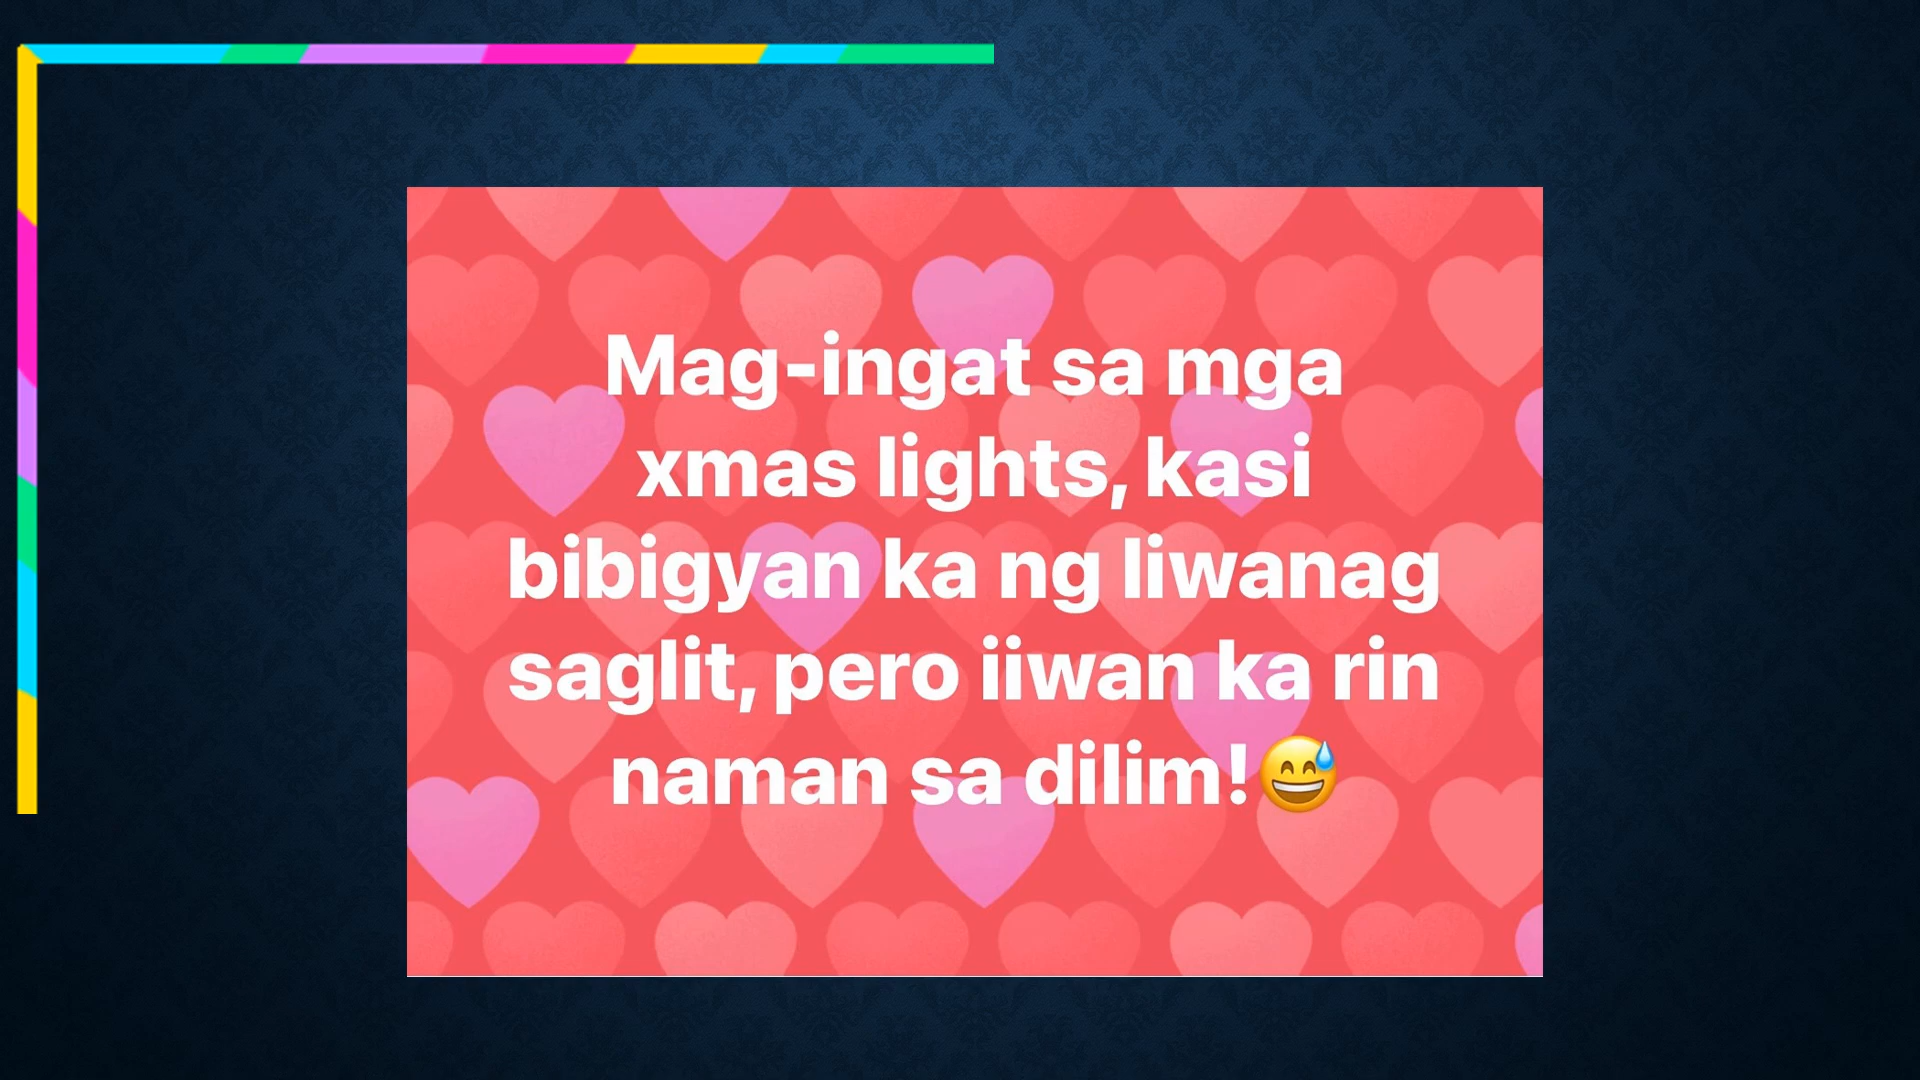 Mag-ingat sa mga
xmas lights, kasi
bibigyan ka ng liwanag
saglit, pero iiwan ka rin
naman sa dilim!😅